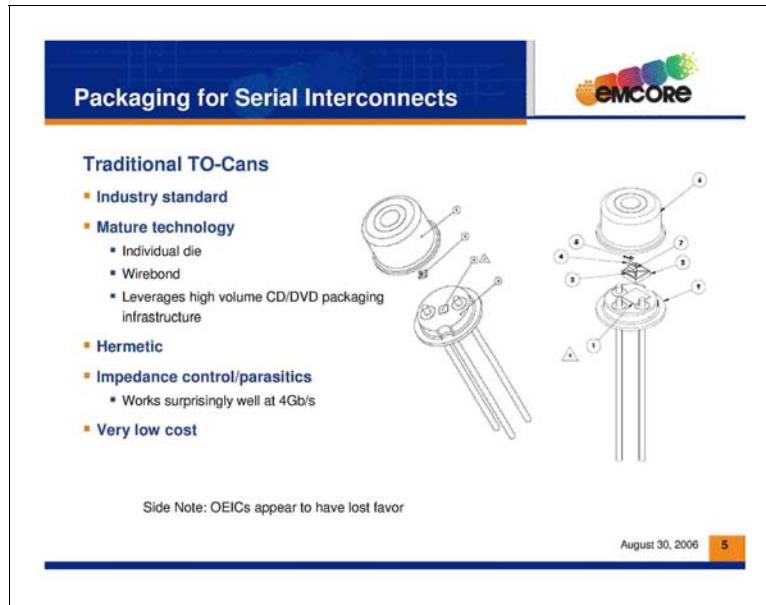 Packaging for Serial Interconnects
emcore
Traditional TO-Cans
Industry standard
Mature technology
Individual die
Wirebond
Leverages high volume CD/DVD packaging
infrastructure
Hermetic
Impedance control/parasitics
Works surprisingly well at 4Gb/s
Very low cost
Side Note: OEICs appear to have lost favor
August 30, 2006 5